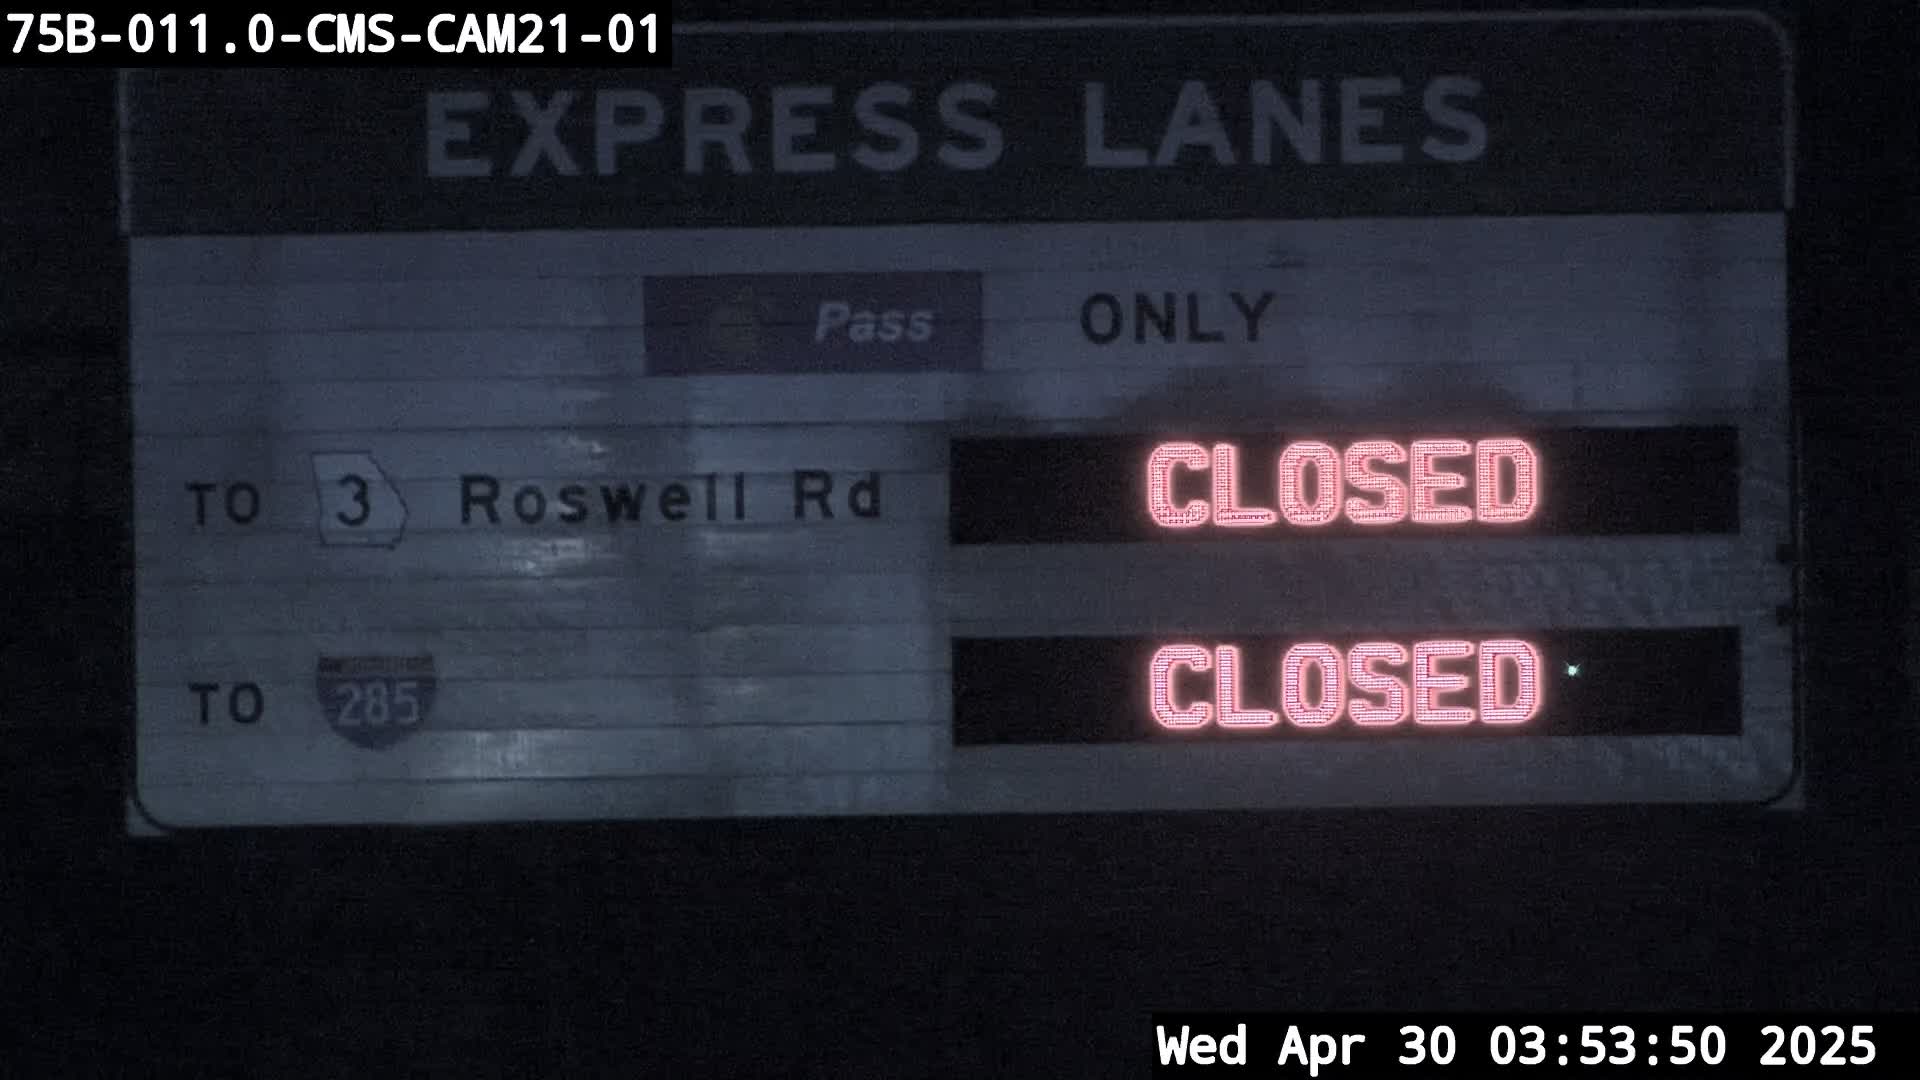 75B-011.0-CMS-CAM21-01
EXPRESS LANES
Pass ONLY
TO 3 Roswell Rd CLOSED
TO 285 CLOSED
Wed Apr 30 03:53:50 2025